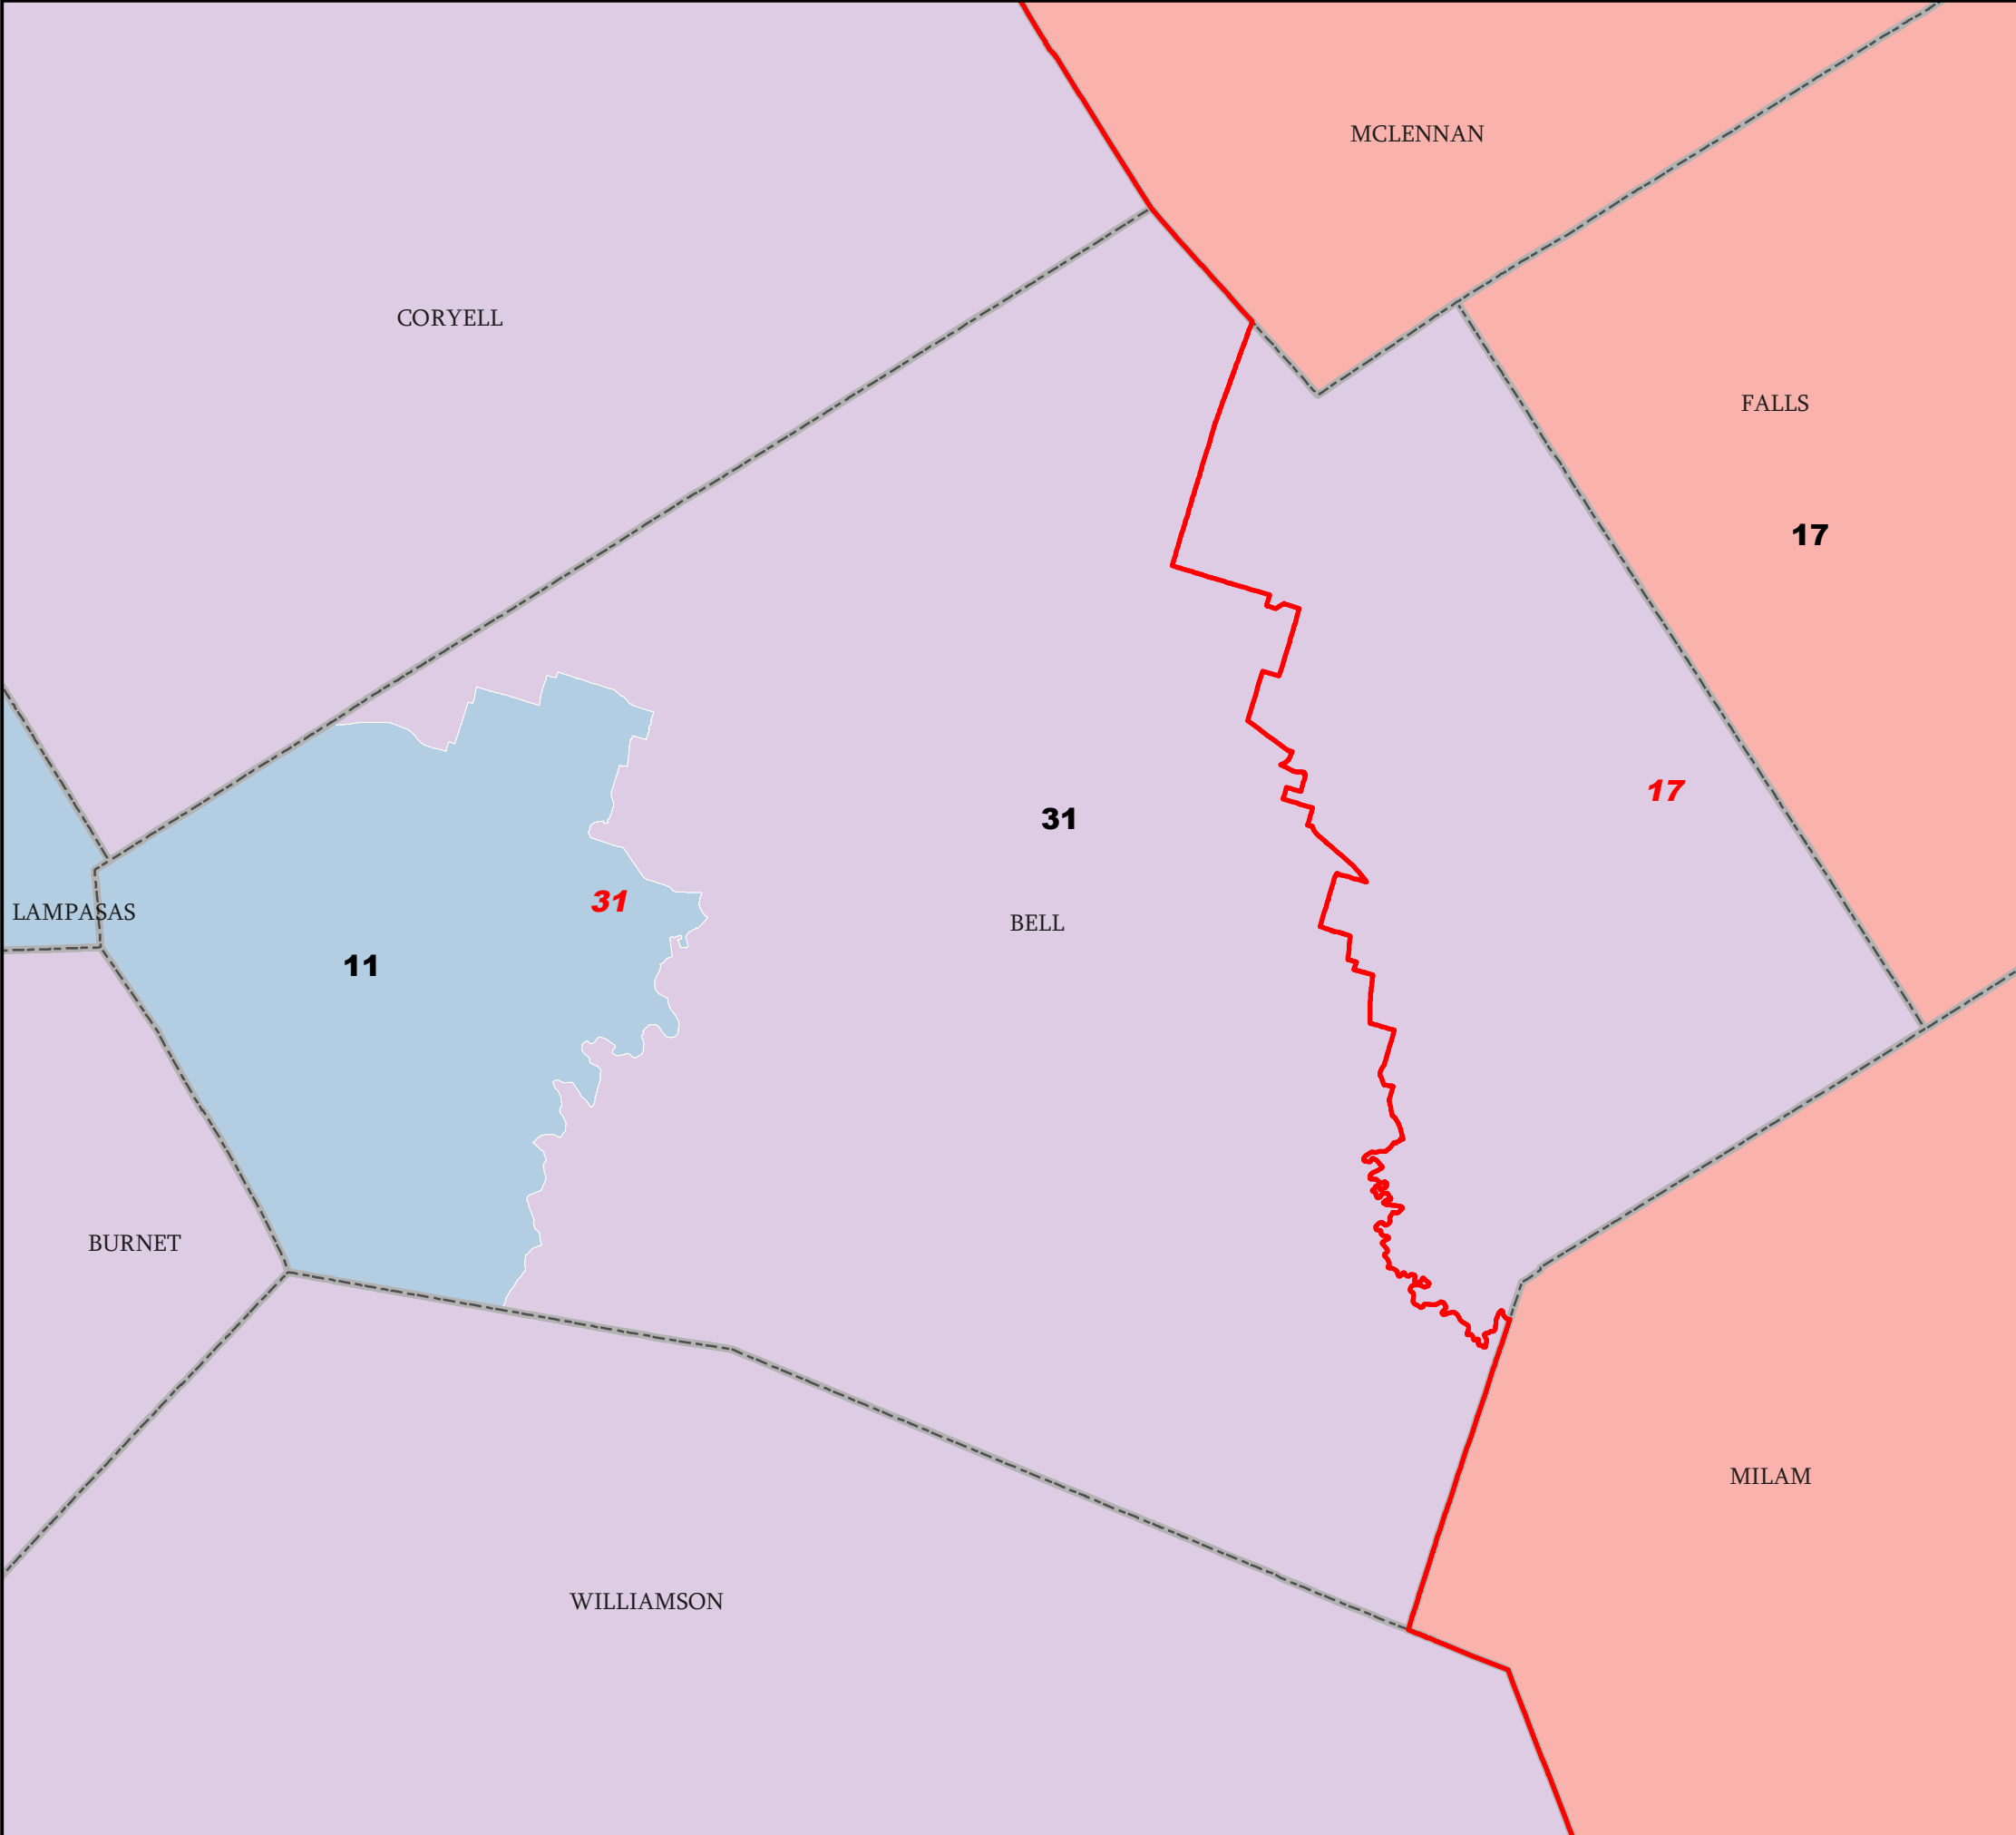 MCLENNAN
CORYELL
FALLS
17
17
31
31
LAMPASAS
BELL
11
BURNET
MILAM
WILLIAMSON